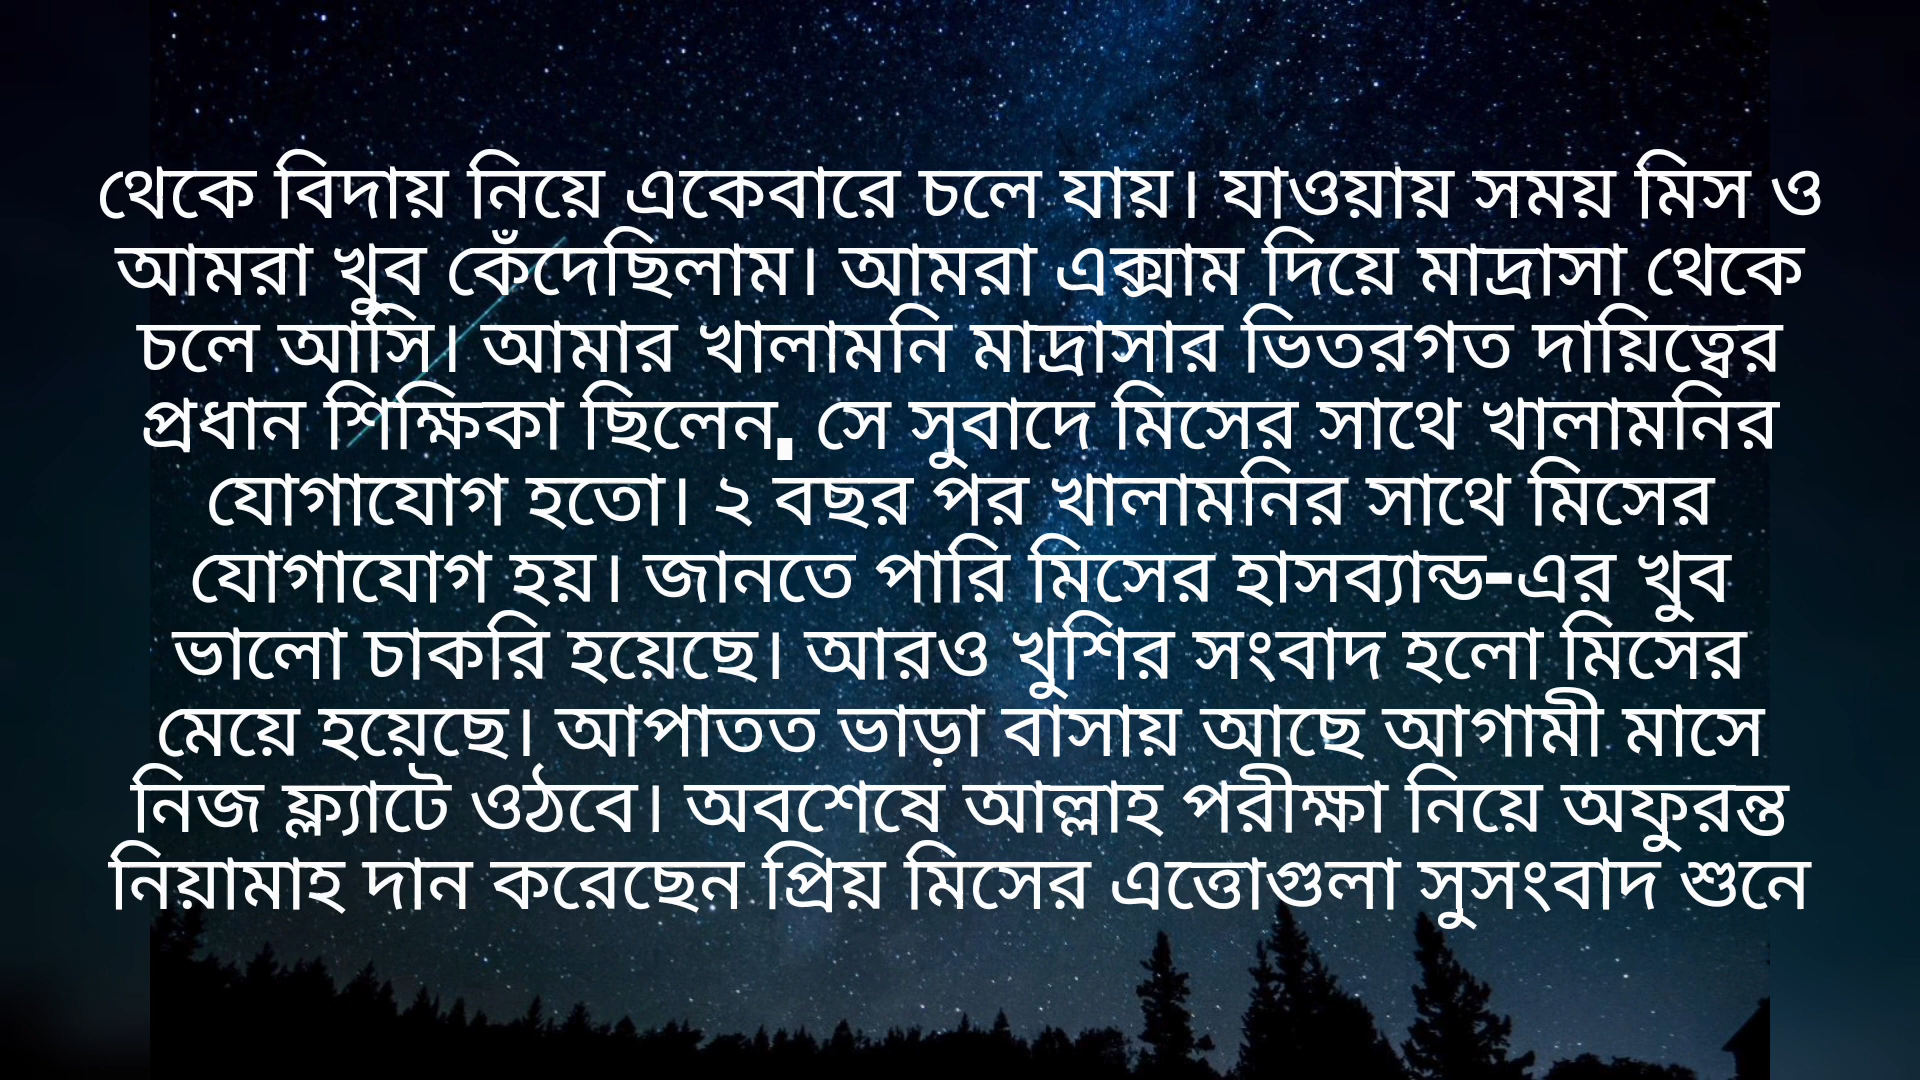 থেকে বিদায় নিয়ে একেবারে চলে যায়। যাওয়ায় সময় মিস ও
আমরা খুব কেঁদেছিলাম। আমরা এক্সাম দিয়ে মাদ্রাসা থেকে
চলে আসি। আমার খালামনি মাদ্রাসার ভিতরগত দায়িত্বের
প্রধান শিক্ষিকা ছিলেন, সে সুবাদে মিসের সাথে খালামনির
যোগাযোগ হতো। ২ বছর পর খালামনির সাথে মিসের
যোগাযোগ হয়। জানতে পারি মিসের হাসব্যান্ড-এর খুব
ভালো চাকরি হয়েছে। আরও খুশির সংবাদ হলো মিসের
মেয়ে হয়েছে। আপাতত ভাড়া বাসায় আছে আগামী মাসে
নিজ ফ্ল্যাটে ওঠবে। অবশেষে আল্লাহ পরীক্ষা নিয়ে অফুরন্ত
নিয়ামাহ দান করেছেন প্রিয় মিসের এত্তোগুলা সুসংবাদ শুনে